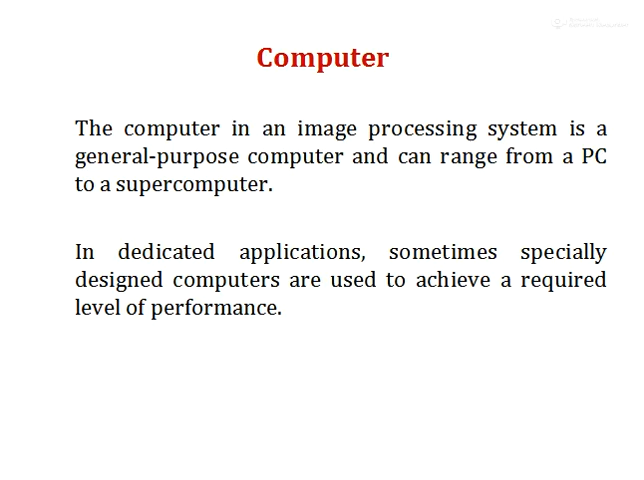 Computer
The computer in an image processing system is a
general-purpose computer and can range from a PC
to a supercomputer.
In dedicated applications, sometimes specially
designed computers are used to achieve a required
level of performance.